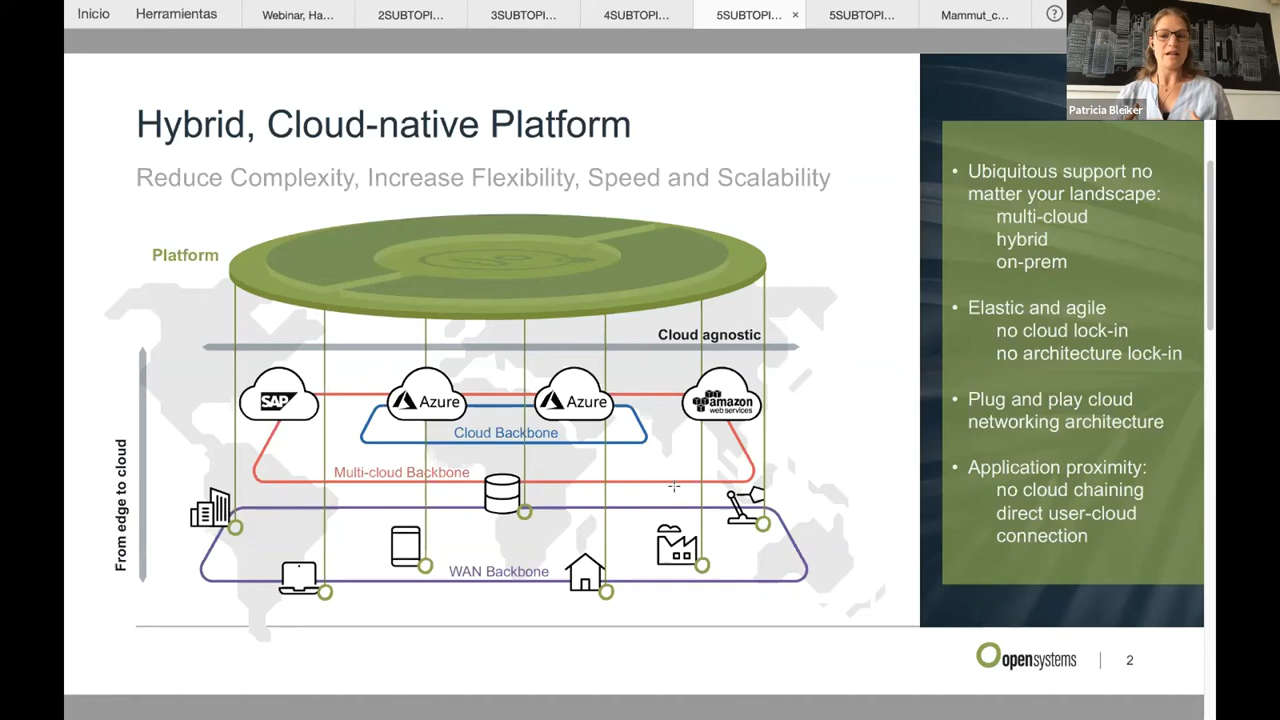 Inicio
Herramientas
Webinar, Ha...
2SUBTOPI...
3SUBTOPI...
4SUBTOPI...
5SUBTOPI...
×
5SUBTOPI...
Mammut_c...
?
Patricia Bleiker
Hybrid, Cloud-native Platform
Reduce Complexity, Increase Flexibility, Speed and Scalability
Platform
Cloud agnostic
SAP
Azure
Azure
amazon
web services
Cloud Backbone
Multi-cloud Backbone
From edge to cloud
WAN Backbone
• Ubiquitous support no
matter your landscape:
multi-cloud
hybrid
on-prem
• Elastic and agile
no cloud lock-in
no architecture lock-in
• Plug and play cloud
networking architecture
• Application proximity:
no cloud chaining
direct user-cloud
connection
open systems
2